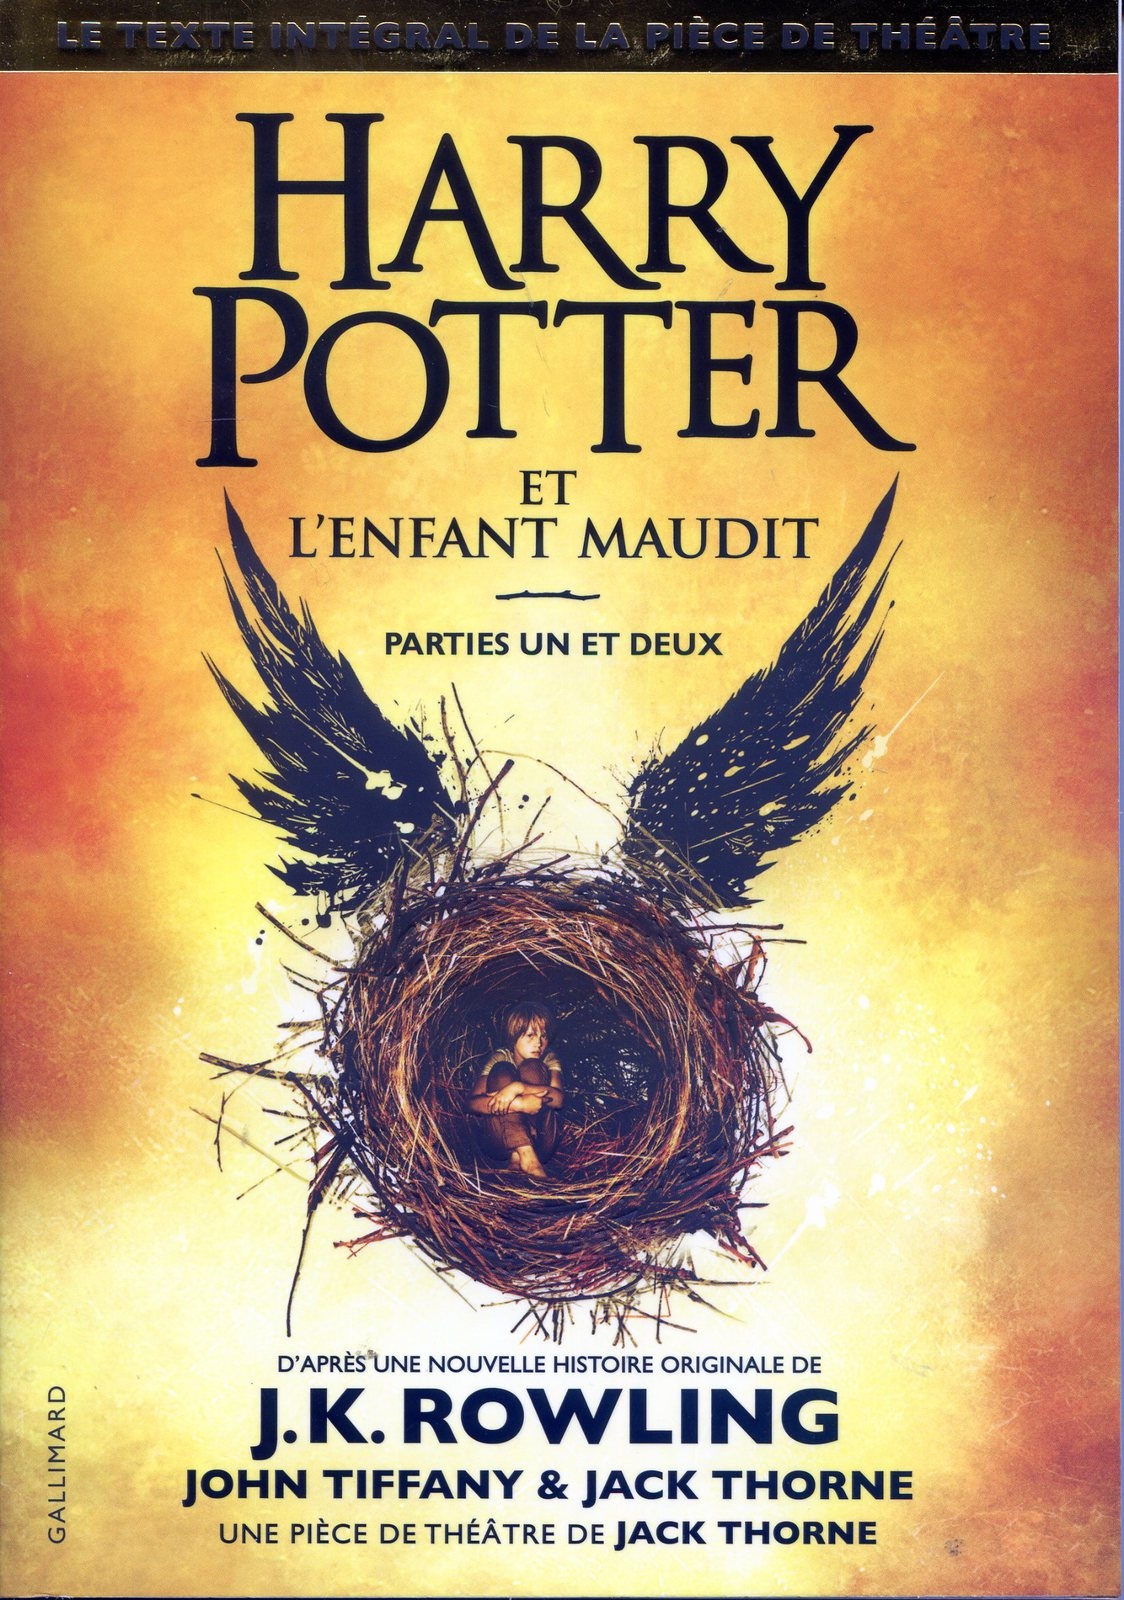 LE TEXTE INTÉGRAL DE LA PIÈCE DE THÉÂTRE
HARRY
POTTER
ET
L'ENFANT MAUDIT
PARTIES UN ET DEUX
D'APRÈS UNE NOUVELLE HISTOIRE ORIGINALE DE
J.K. ROWLING
JOHN TIFFANY & JACK THORNE
UNE PIÈCE DE THÉÂTRE DE JACK THORNE
GALLIMARD